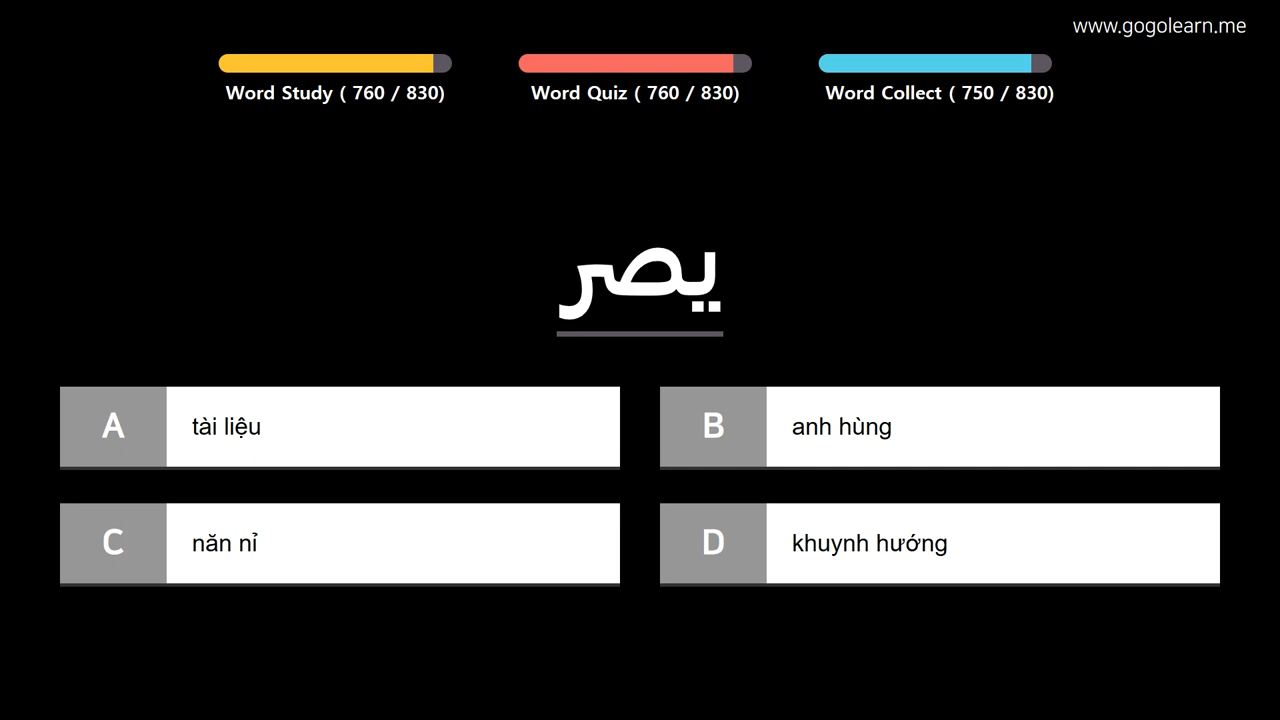 www.gogolearn.me
Word Study ( 760 / 830)
Word Quiz ( 760 / 830)
Word Collect ( 750 / 830)
يصر
A tài liệu
B anh hùng
C năn nỉ
D khuynh hướng